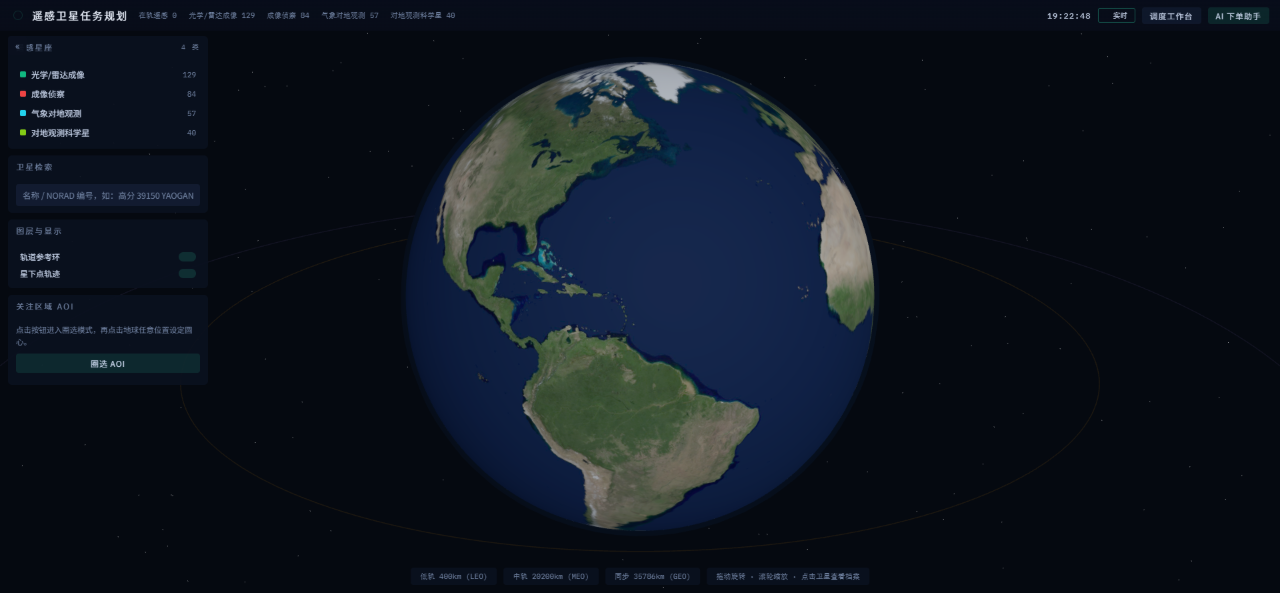 遥感卫星任务规划 在轨遥感 0 光学/雷达成像 129 成像侦察 84 气象对地观测 57 对地观测科学星 40 19:22:48 实时 调度工作台 AI 下单助手
遥星座 4 类
光学/雷达成像 129
成像侦察 84
气象对地观测 57
对地观测科学星 40
卫星检索
名称 / NORAD 编号，如：高分 39150 YAOGAN
图层与显示
轨道参考环
星下点轨迹
关注区域 AOI
点击按钮进入圈选模式，再点击地球任意位置设定圆
心。
圈选 AOI
低轨 400km (LEO) 中轨 20200km (MEO) 同步 35786km (GEO) 拖动旋转 · 滚轮缩放 · 点击卫星查看档案